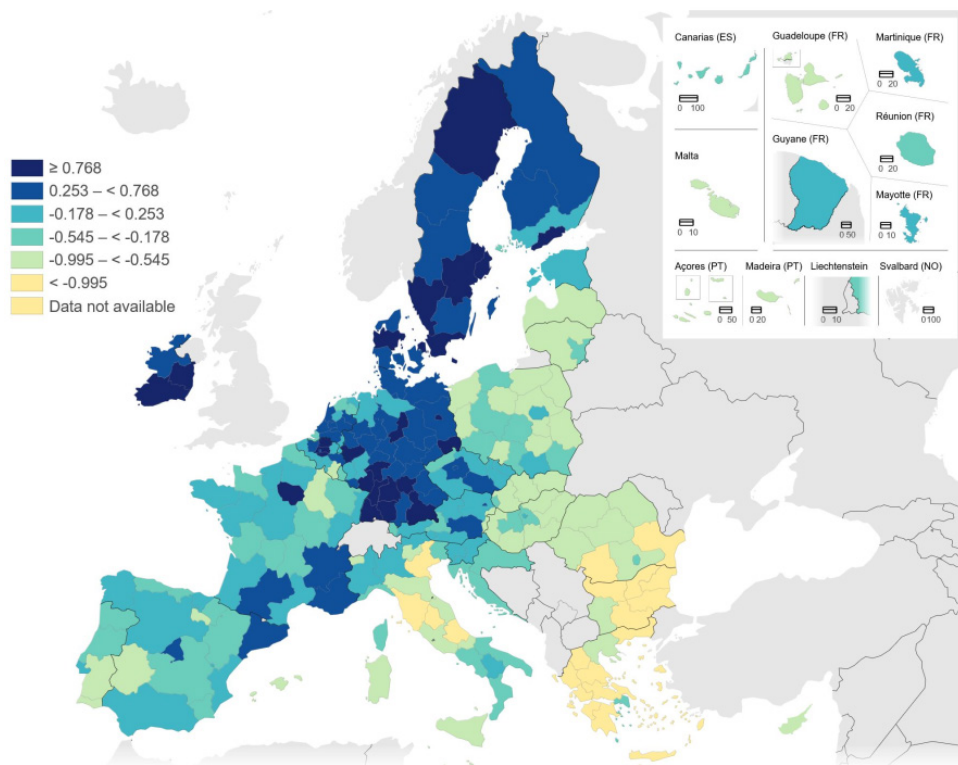 ≥ 0.768
0.253 – < 0.768
-0.178 – < 0.253
-0.545 – < -0.178
-0.995 – < -0.545
< -0.995
Data not available
Canarias (ES)
0 100
Guadeloupe (FR)
0 20
Martinique (FR)
0 20
Malta
0 10
Guyane (FR)
0 50
Réunion (FR)
0 20
Mayotte (FR)
0 10
Açores (PT)
0 50
Madeira (PT)
0 20
Liechtenstein
0 10
Svalbard (NO)
0 100